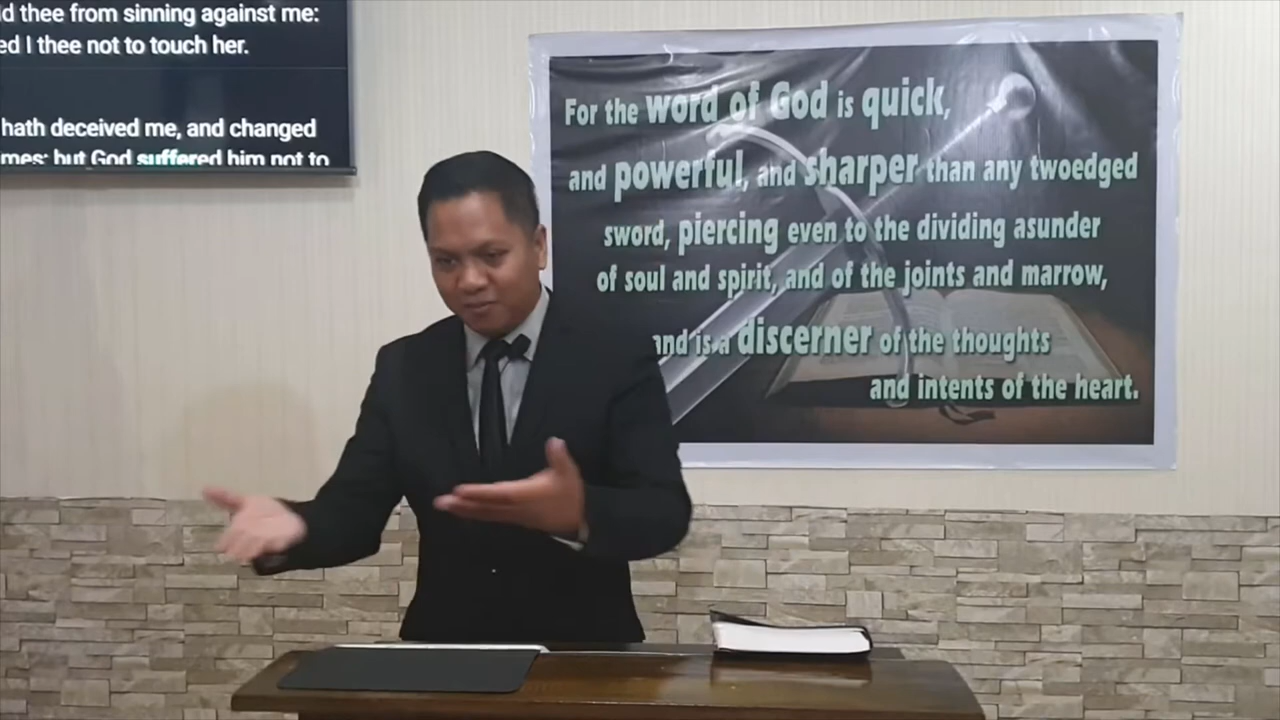 d thee from sinning against me:
ed I thee not to touch her.
hath deceived me, and changed
mes; but God suffered him not to
For the word of God is quick,
and powerful, and sharper than any twoedged
sword, piercing even to the dividing asunder
of soul and spirit, and of the joints and marrow,
and is a discerner of the thoughts
and intents of the heart.